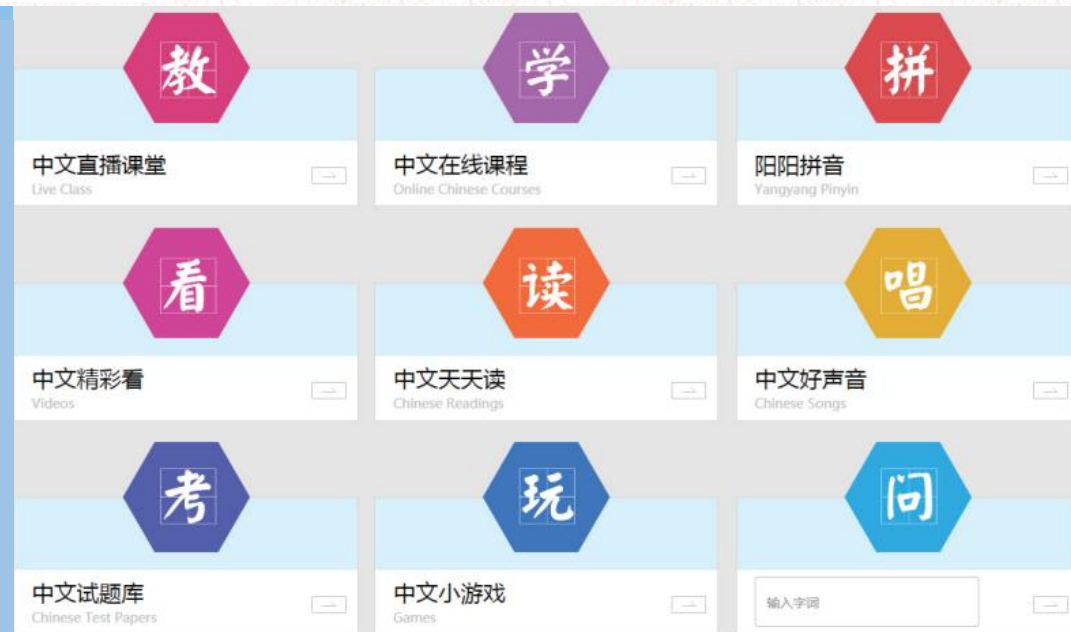 教
中文直播课堂
Live Class
学
中文在线课程
Online Chinese Courses
拼
阳阳拼音
Yangyang Pinyin
看
中文精彩看
Videos
读
中文天天读
Chinese Readings
唱
中文好声音
Chinese Songs
考
中文试题库
Chinese Test Papers
玩
中文小游戏
Games
问
输入字词